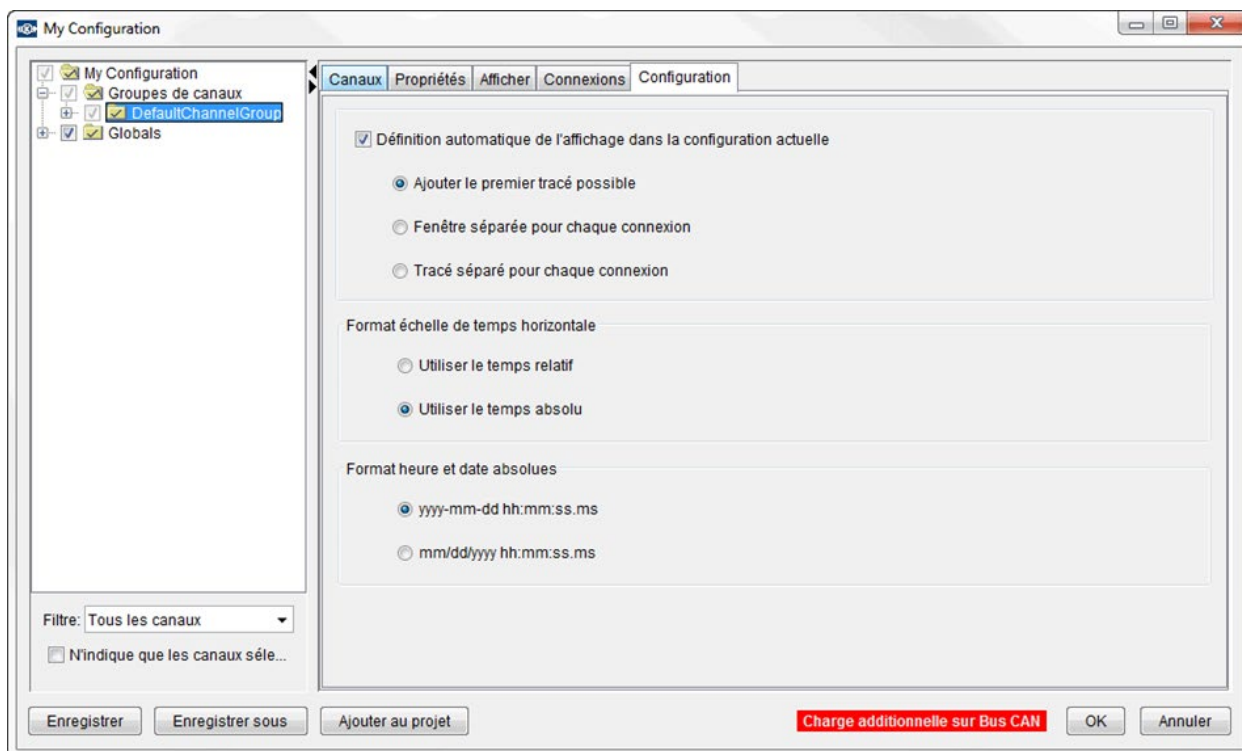 My Configuration
My Configuration
Groupes de canaux
DefaultChannelGroup
Globals
Filtre: Tous les canaux
N'indique que les canaux séle...
Canaux Propriétés Afficher Connexions Configuration
Définition automatique de l'affichage dans la configuration actuelle
Ajouter le premier tracé possible
Fenêtre séparée pour chaque connexion
Tracé séparé pour chaque connexion
Format échelle de temps horizontale
Utiliser le temps relatif
Utiliser le temps absolu
Format heure et date absolues
yyyy-mm-dd hh:mm:ss.ms
mm/dd/yyyy hh:mm:ss.ms
Enregistrer Enregistrer sous Ajouter au projet Charge additionnelle sur Bus CAN OK Annuler